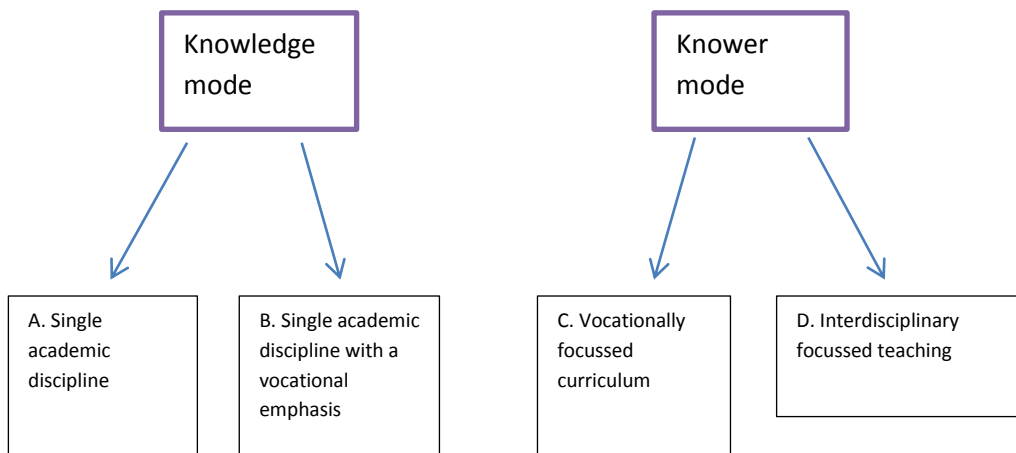 Knowledge
mode
Knower
mode
A. Single
academic
discipline
B. Single academic
discipline with a
vocational
emphasis
C. Vocationally
focussed
curriculum
D. Interdisciplinary
focussed teaching